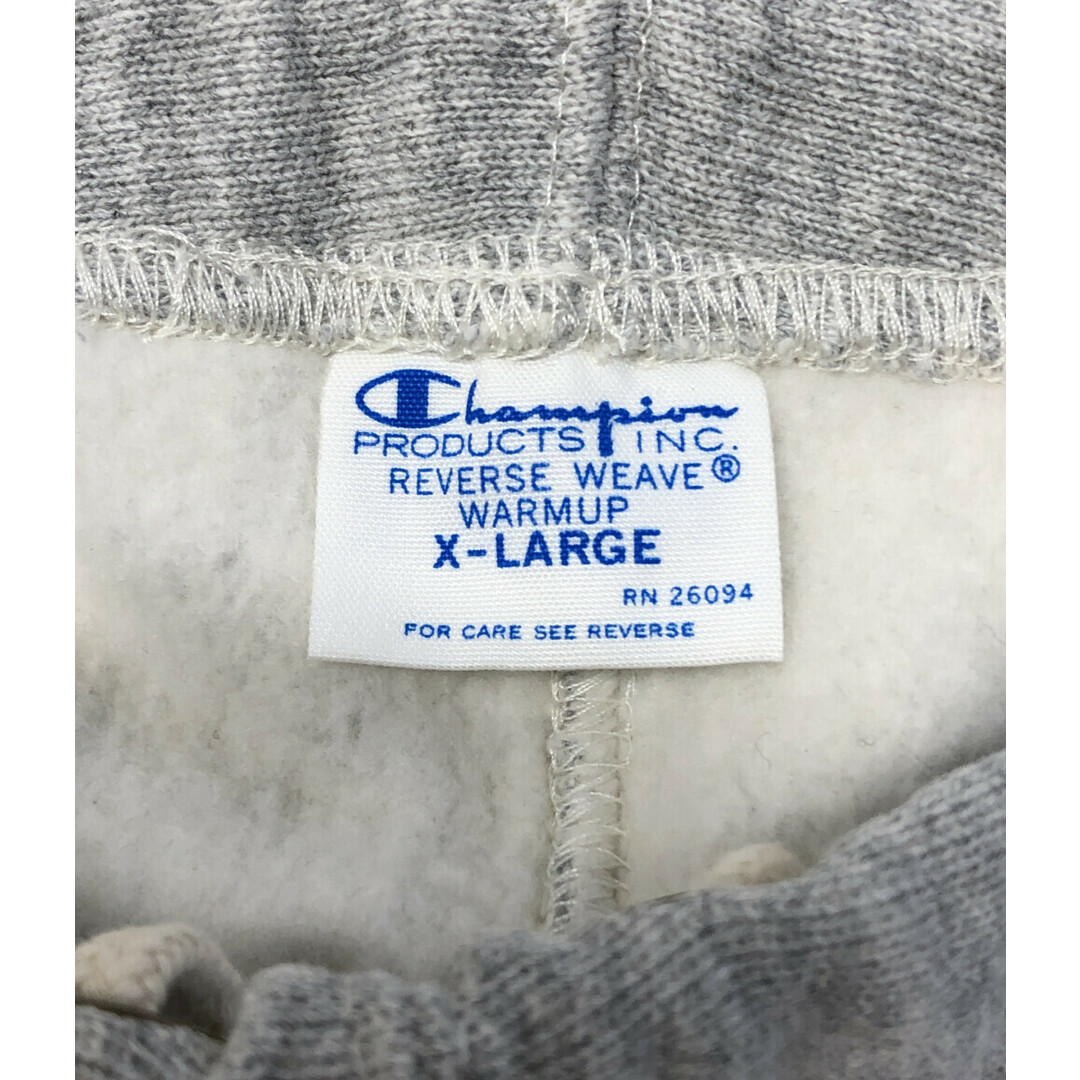 Champion
PRODUCTS INC.
REVERSE WEAVE®
WARMUP
X-LARGE
RN 26094
FOR CARE SEE REVERSE